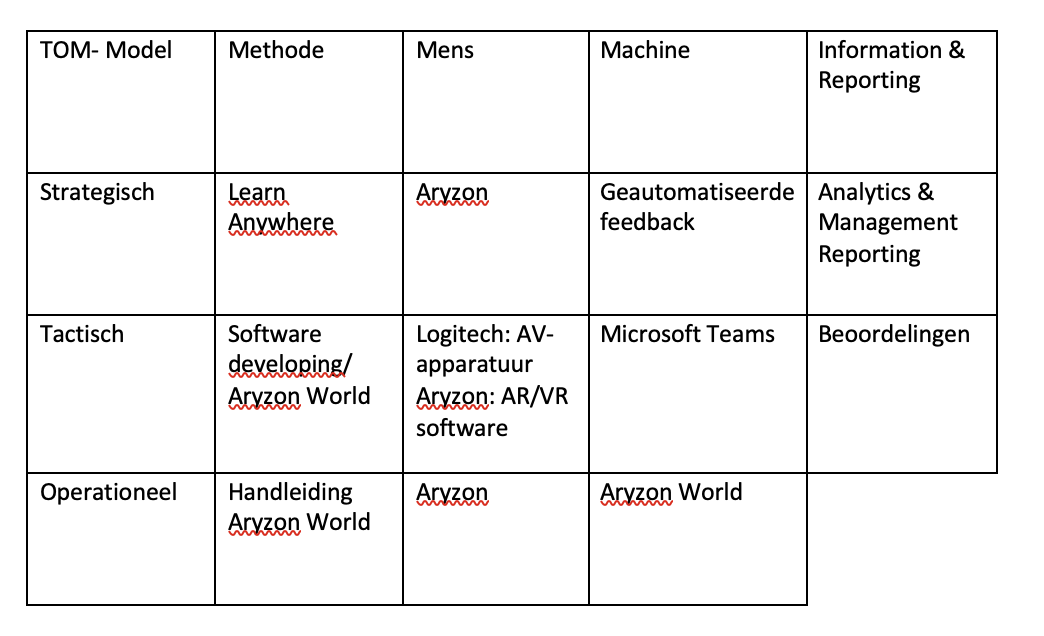 TOM- Model
Methode
Mens
Machine
Information &
Reporting
Strategisch
Learn
Anywhere
Aryzon
Geautomatiseerde
feedback
Analytics &
Management
Reporting
Tactisch
Software
developing/
Aryzon World
Logitech: AV-
apparatuur
Aryzon: AR/VR
software
Microsoft Teams
Beoordelingen
Operationeel
Handleiding
Aryzon World
Aryzon
Aryzon World